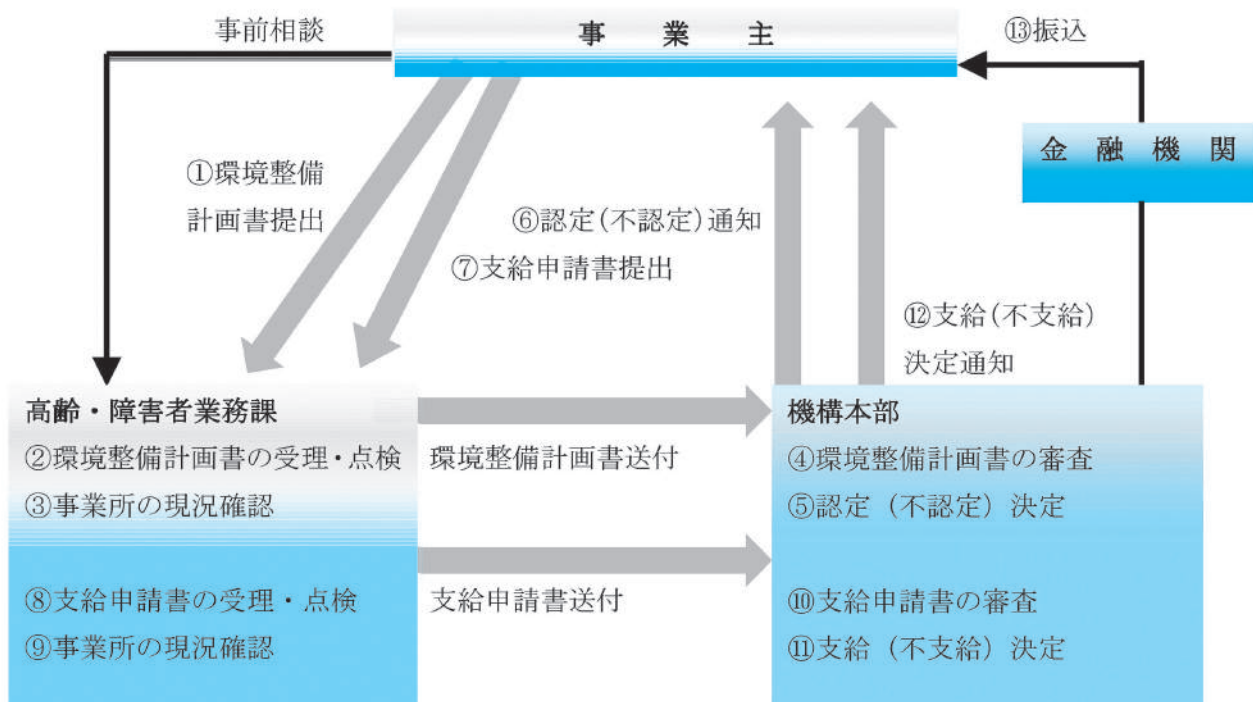 事前相談
事業主
⑬振込
金融機関
①環境整備
計画書提出
⑥認定(不認定)通知
⑦支給申請書提出
⑫支給(不支給)
決定通知
高齢・障害者業務課
②環境整備計画書の受理・点検
③事業所の現況確認
⑧支給申請書の受理・点検
⑨事業所の現況確認
環境整備計画書送付
支給申請書送付
機構本部
④環境整備計画書の審査
⑤認定（不認定）決定
⑩支給申請書の審査
⑪支給（不支給）決定